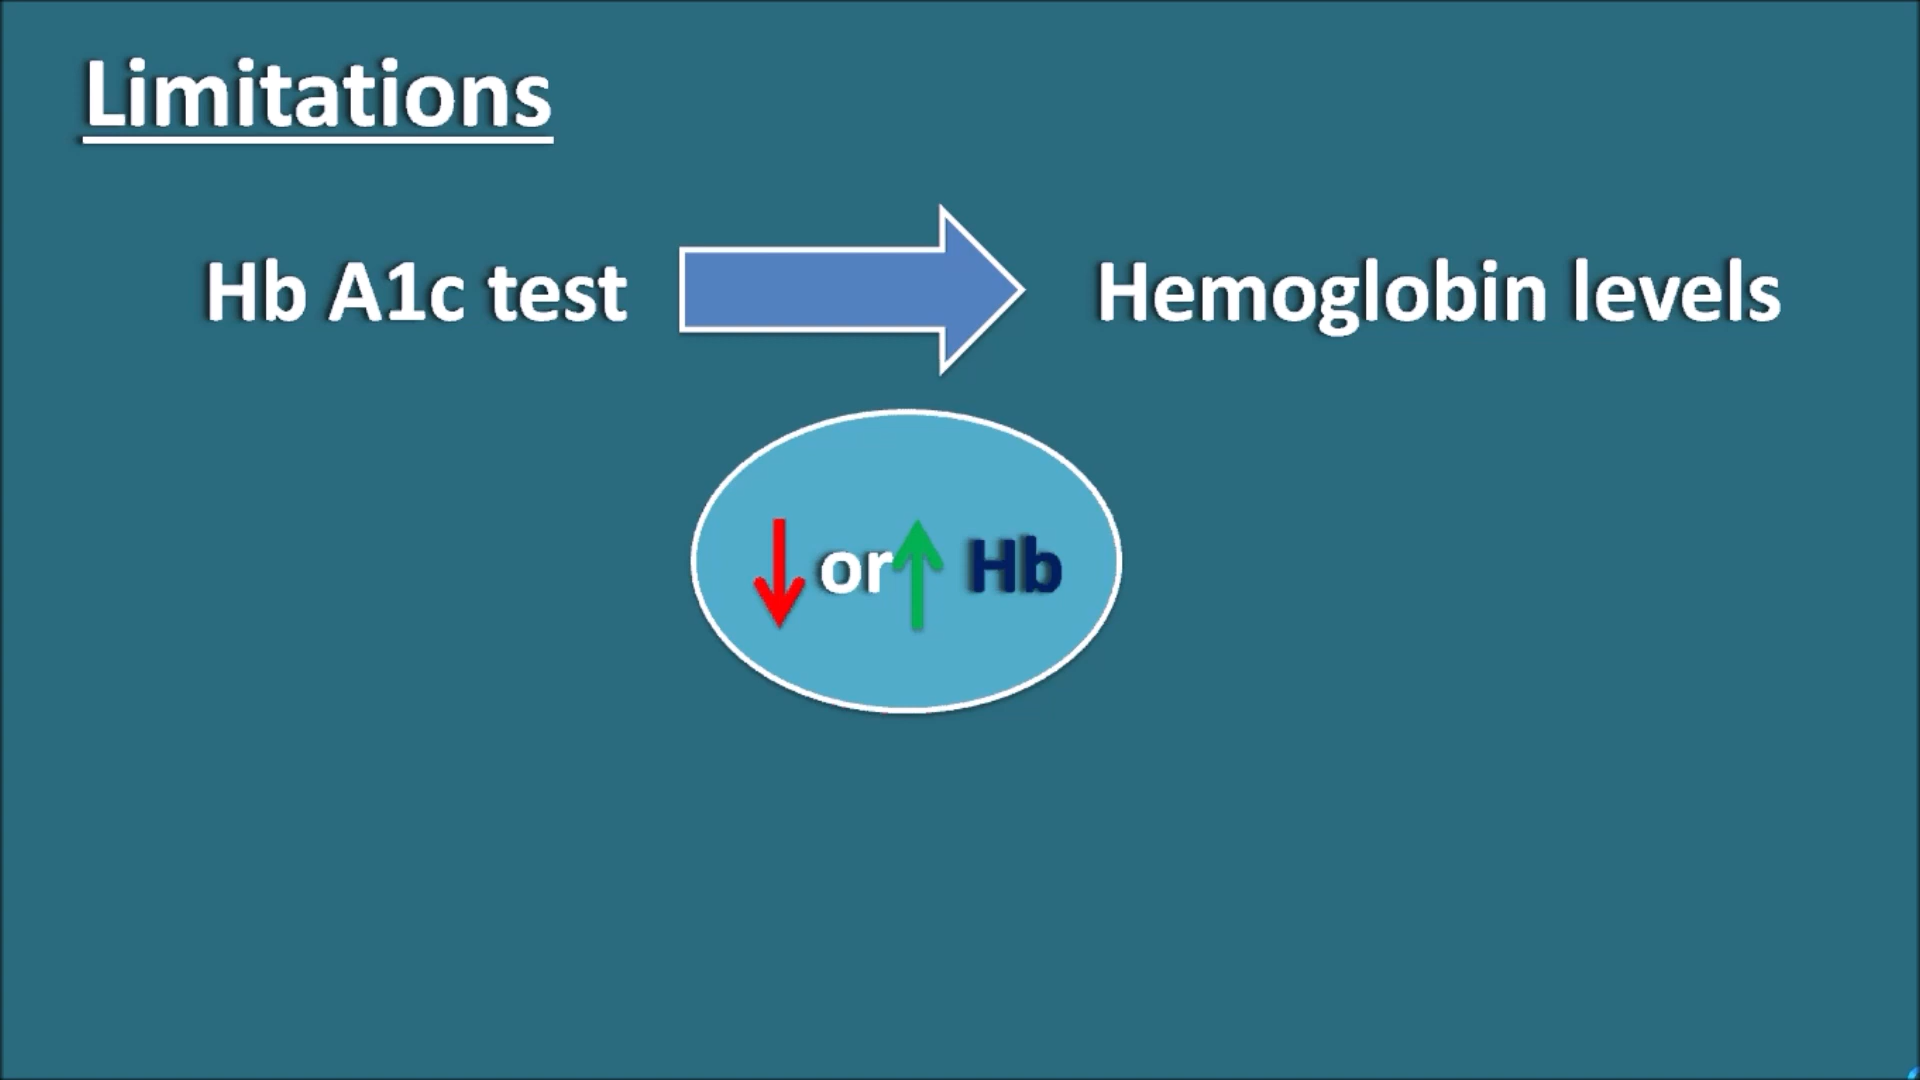 Limitations
Hb A1c test
Hemoglobin levels
or Hb